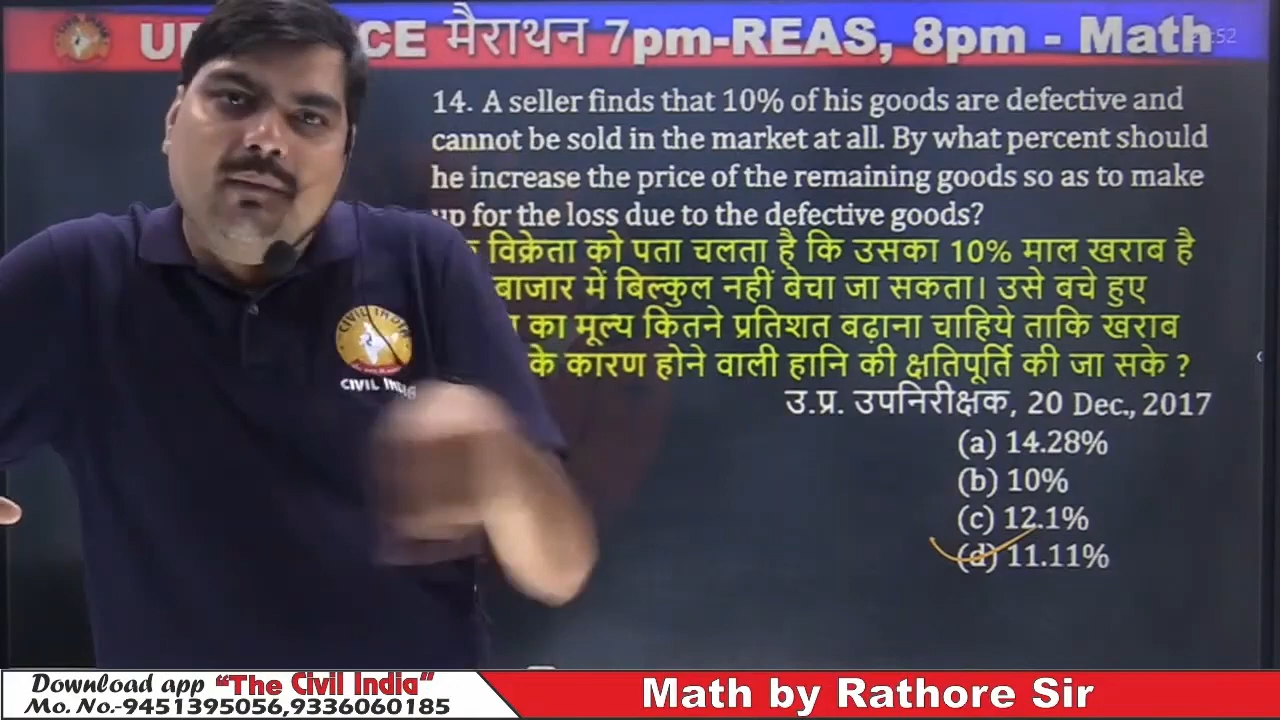 मैराथन 7pm-REAS, 8pm - Math
14. A seller finds that 10% of his goods are defective and
cannot be sold in the market at all. By what percent should
he increase the price of the remaining goods so as to make
for the loss due to the defective goods?
विक्रेता को पता चलता है कि उसका 10% माल खराब है
बाजार में बिल्कुल नहीं बेचा जा सकता। उसे बचे हुए
का मूल्य कितने प्रतिशत बढ़ाना चाहिये ताकि खराब
के कारण होने वाली हानि की क्षतिपूर्ति की जा सके ?
उ.प्र. उपनिरीक्षक, 20 Dec., 2017
(a) 14.28%
(b) 10%
(c) 12.1%
(d) 11.11%
CIVIL INDIA
CIVIL
Download app "The Civil India"
Mo. No.-9451395056,9336060185
Math by Rathore Sir